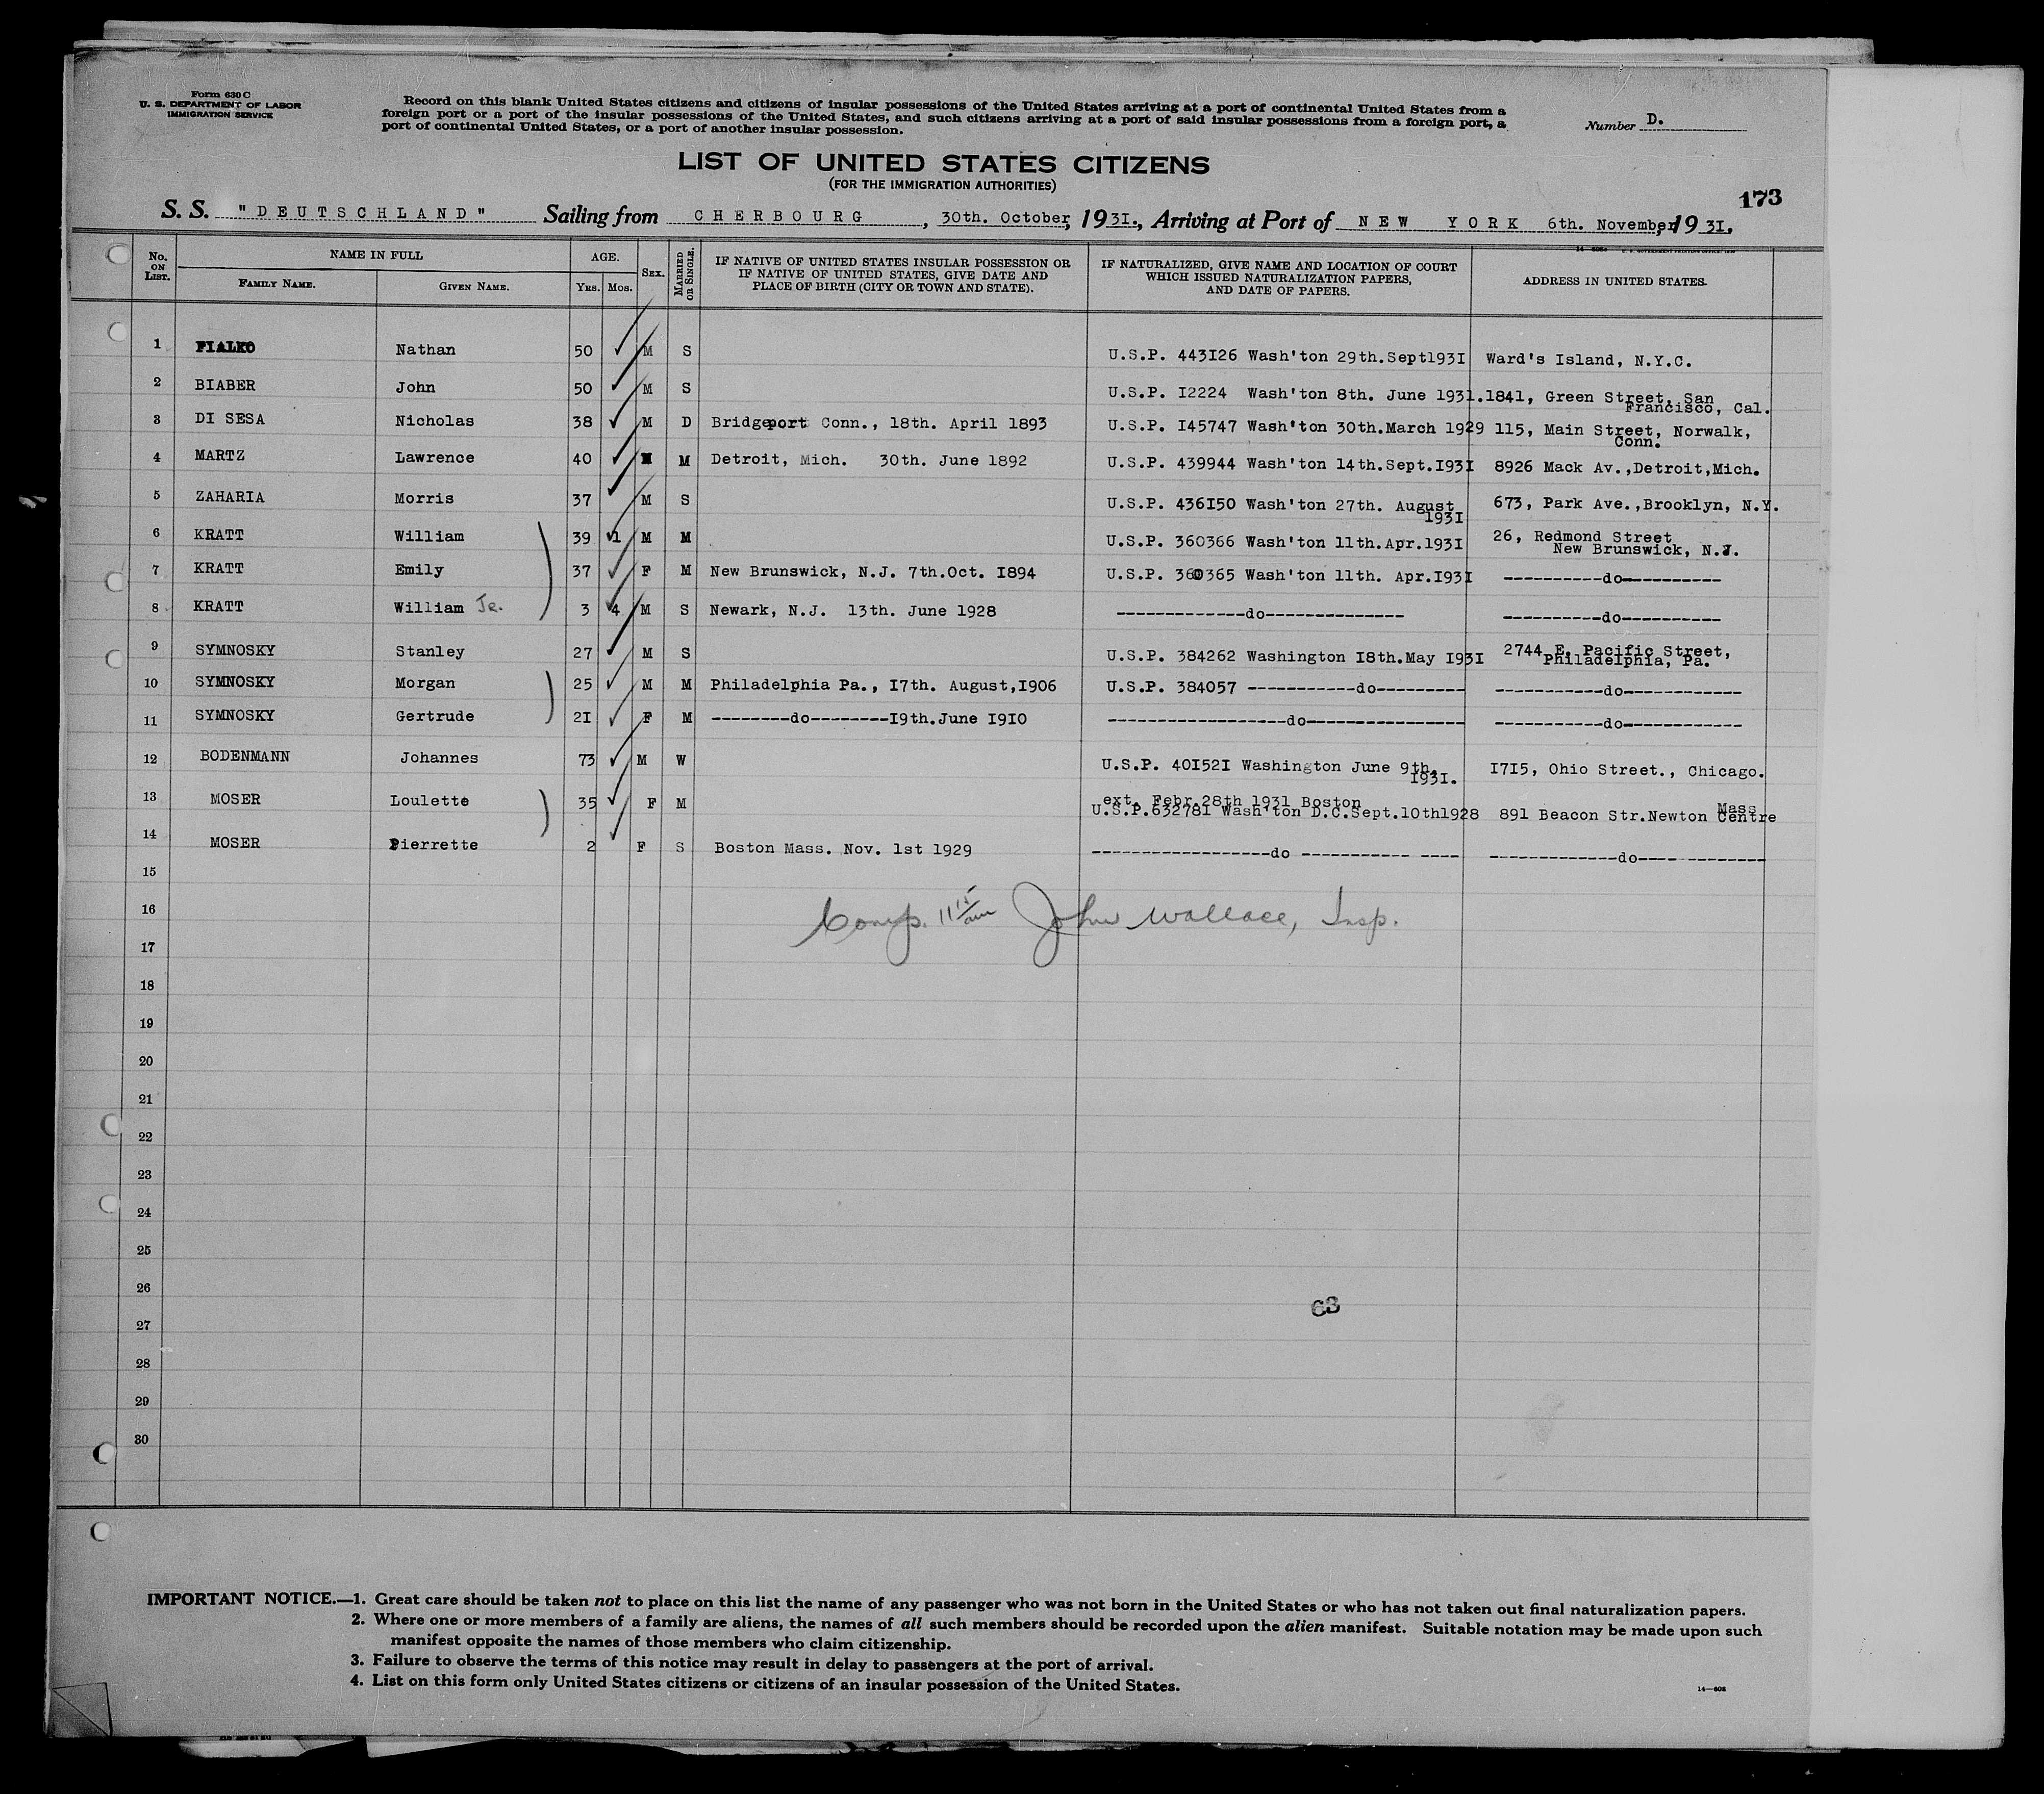 Form 630 C
U. S. DEPARTMENT OF LABOR
IMMIGRATION SERVICE
Record on this blank United States citizens and citizens of insular possessions of the United States arriving at a port of continental United States from a
foreign port or a port of the insular possessions of the United States, and such citizens arriving at a port of said insular possessions from a foreign port, a
port of continental United States, or a port of another insular possession.
Number D.
LIST OF UNITED STATES CITIZENS
(FOR THE IMMIGRATION AUTHORITIES)
173
S. S. "DEUTSCHLAND" Sailing from CHERBOURG, 30th. October, 1931., Arriving at Port of NEW YORK 6th. November, 1931.
No. ON LIST. NAME IN FULL FAMILY NAME. GIVEN NAME. AGE. YRS. MOS. SEX. MARRIED OR SINGLE. IF NATIVE OF UNITED STATES INSULAR POSSESSION OR IF NATIVE OF UNITED STATES, GIVE DATE AND PLACE OF BIRTH (CITY OR TOWN AND STATE). IF NATURALIZED, GIVE NAME AND LOCATION OF COURT WHICH ISSUED NATURALIZATION PAPERS, AND DATE OF PAPERS. ADDRESS IN UNITED STATES.
1 FIALKO Nathan 50 M S U.S.P. 443126 Wash'ton 29th.Sept1931 Ward's Island, N.Y.C.
2 BIABER John 50 M S U.S.P. 12224 Wash'ton 8th. June 1931. 1841, Green Street, San
Francisco, Cal.
3 DI SESA Nicholas 38 M D Bridgeport Conn., 18th. April 1893 U.S.P. 145747 Wash'ton 30th.March 1929 115, Main Street, Norwalk,
Conn.
4 MARTZ Lawrence 40 M M Detroit, Mich. 30th. June 1892 U.S.P. 439944 Wash'ton 14th.Sept.1931 8926 Mack Av.,Detroit,Mich.
5 ZAHARIA Morris 37 M S U.S.P. 436150 Wash'ton 27th. August 673, Park Ave.,Brooklyn, N.Y.
1931
6 KRATT William 39 1 M M U.S.P. 360366 Wash'ton 11th.Apr.1931 26, Redmond Street
New Brunswick, N.J.
7 KRATT Emily 37 F M New Brunswick, N.J. 7th.Oct. 1894 U.S.P. 360365 Wash'ton 11th. Apr.1931 ----------do----------
8 KRATT William Jr. 3 4 M S Newark, N.J. 13th. June 1928 -------------do-------------- ----------do----------
9 SYMNOSKY Stanley 27 M S U.S.P. 384262 Washington 18th.May 1931 2744 E. Pacific Street,
Philadelphia, Pa.
10 SYMNOSKY Morgan 25 M M Philadelphia Pa., 17th. August,1906 U.S.P. 384057 -----------do--------- -----------do------------
11 SYMNOSKY Gertrude 21 F M --------do--------19th.June 1910 ------------------do---------------- -----------do------------
12 BODENMANN Johannes 73 M W U.S.P. 401521 Washington June 9th. 1715, Ohio Street., Chicago.
1931.
13 MOSER Loulette 35 F M ext. Febr.28th 1931 Boston
U.S.P.632781 Wash'ton D.C.Sept.10th1928 891 Beacon Str.Newton Centre Mass
14 MOSER Pierrette 2 F S Boston Mass. Nov. 1st 1929 ------------------do ----------- ---- -------------do---- --------
15
16 Comp. 11 15/am John Wallace, Insp.
17
18
19
20
21
22
23
24
25
26
63
27
28
29
30
IMPORTANT NOTICE.—1. Great care should be taken not to place on this list the name of any passenger who was not born in the United States or who has not taken out final naturalization papers.
2. Where one or more members of a family are aliens, the names of all such members should be recorded upon the alien manifest. Suitable notation may be made upon such
manifest opposite the names of those members who claim citizenship.
3. Failure to observe the terms of this notice may result in delay to passengers at the port of arrival.
4. List on this form only United States citizens or citizens of an insular possession of the United States.